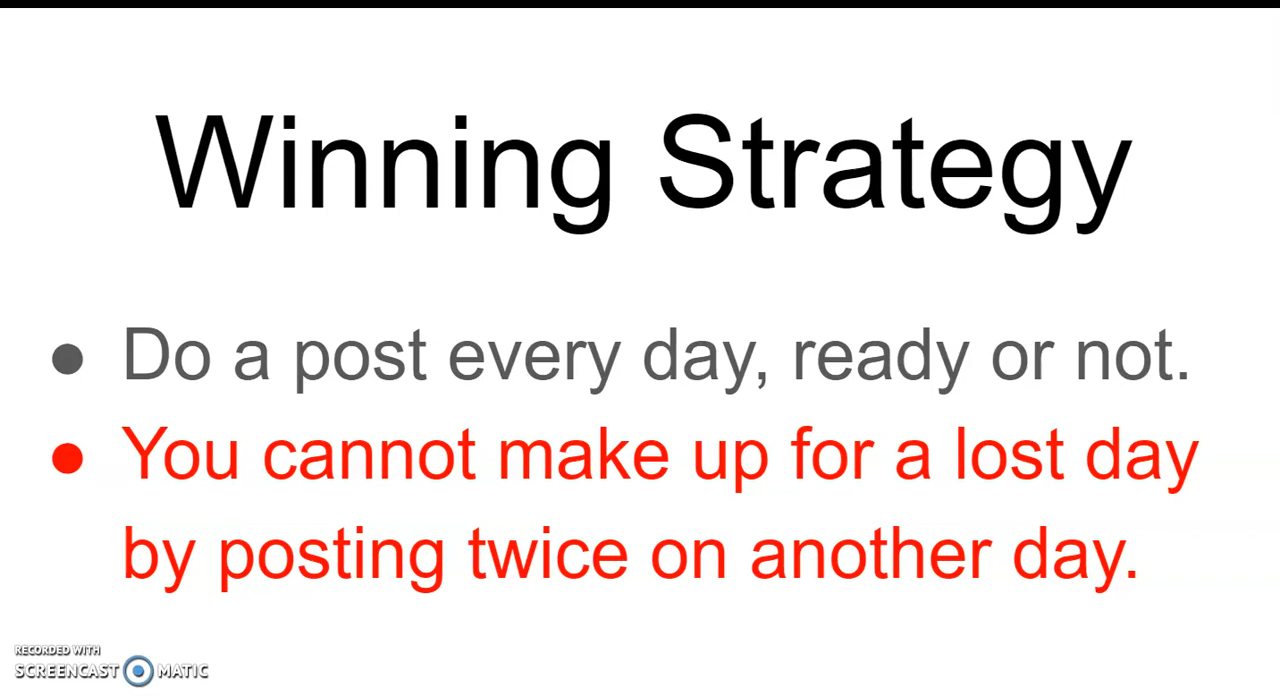 Winning Strategy
● Do a post every day, ready or not.
● You cannot make up for a lost day
by posting twice on another day.
RECORDED WITH
SCREENCAST MATIC